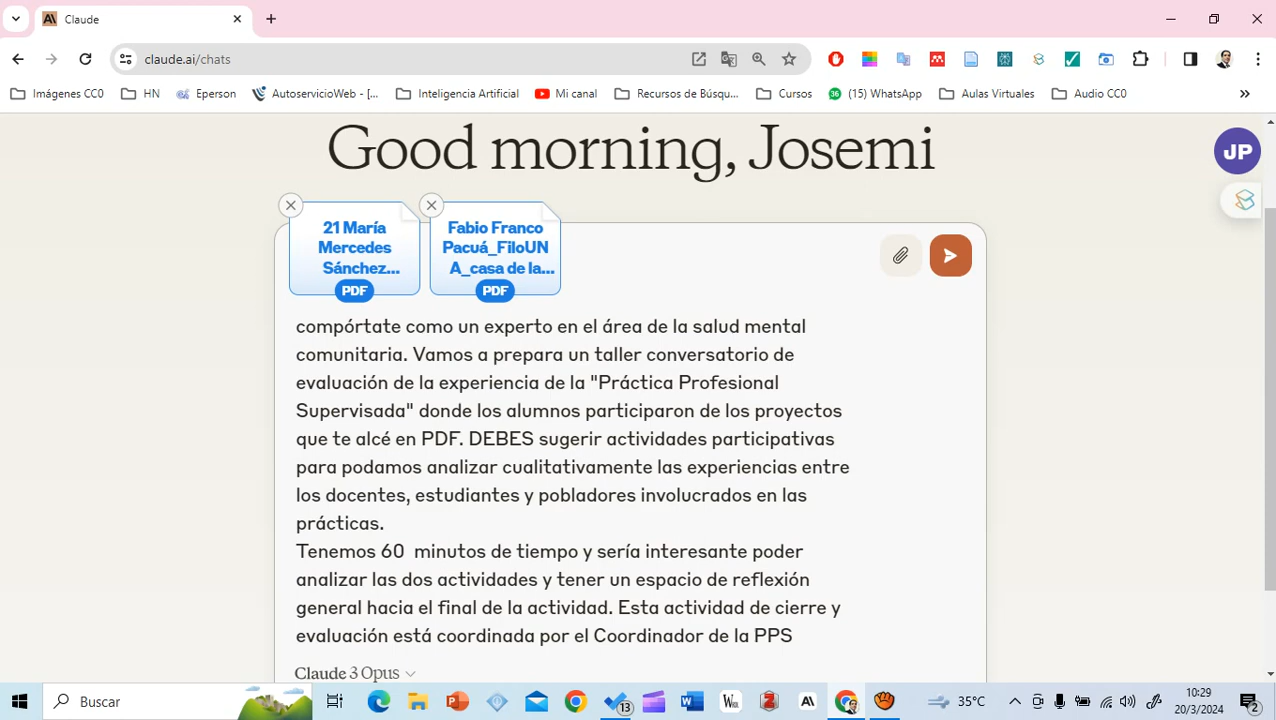 Claude
claude.ai/chats
Imágenes CC0
HN
Eperson
AutoservicioWeb - [...
Inteligencia Artificial
Mi canal
Recursos de Búsqu...
Cursos
36
(15) WhatsApp
Aulas Virtuales
Audio CC0
Good morning, Josemi
JP
21 María
Mercedes
Sánchez...
PDF
Fabio Franco
Pacuá_FiloUN
A_casa de la...
PDF
compórtate como un experto en el área de la salud mental
comunitaria. Vamos a prepara un taller conversatorio de
evaluación de la experiencia de la "Práctica Profesional
Supervisada" donde los alumnos participaron de los proyectos
que te alcé en PDF. DEBES sugerir actividades participativas
para podamos analizar cualitativamente las experiencias entre
los docentes, estudiantes y pobladores involucrados en las
prácticas.
Tenemos 60 minutos de tiempo y sería interesante poder
analizar las dos actividades y tener un espacio de reflexión
general hacia el final de la actividad. Esta actividad de cierre y
evaluación está coordinada por el Coordinador de la PPS
Claude 3 Opus
Buscar
13
35°C
10:29
20/3/2024
2